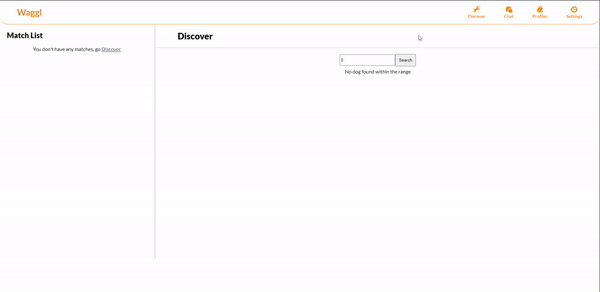 Waggl
Discover Chat Profiles Settings
Match List
You don't have any matches, go Discover
Discover
Search
No dog found within the range